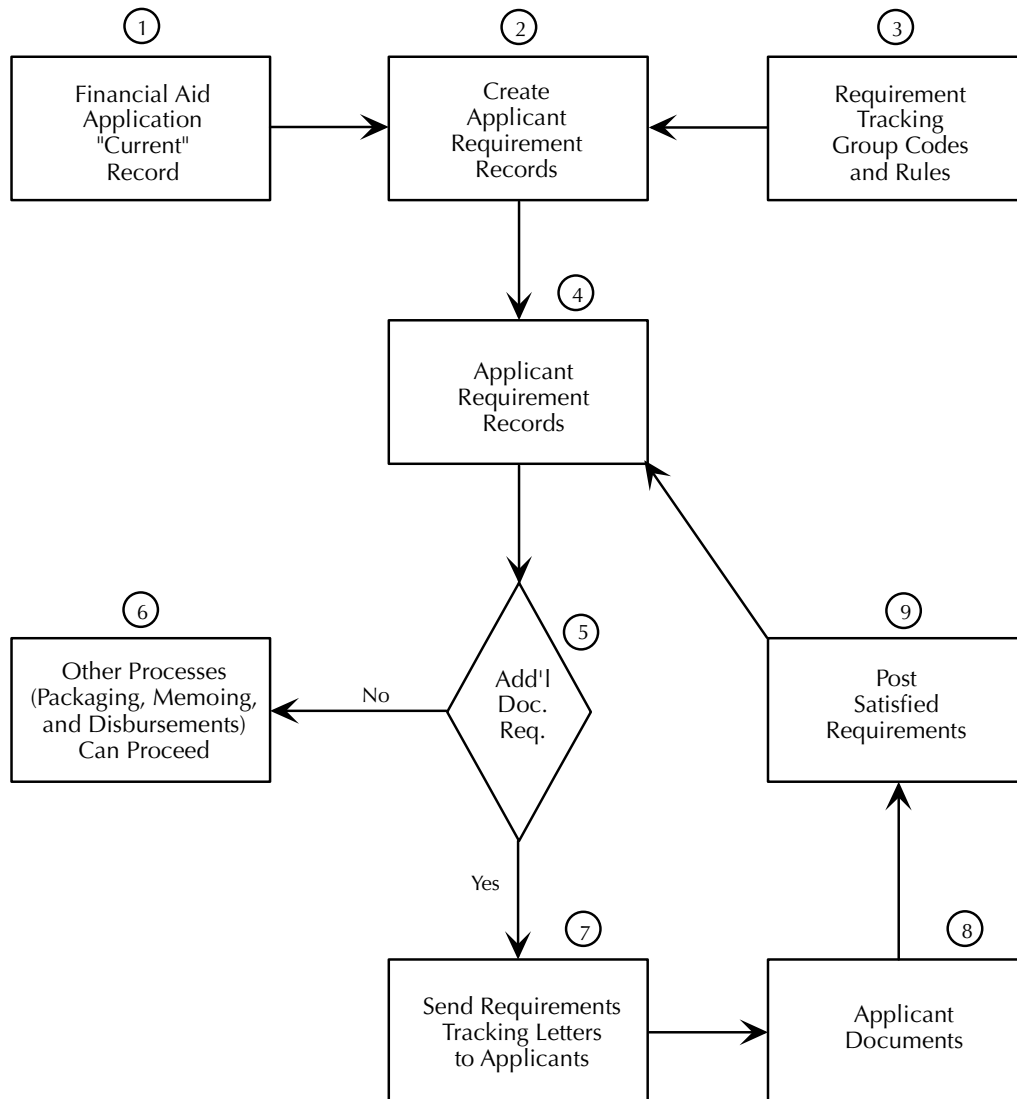 1
2
3
Financial Aid
Application
"Current"
Record
Create
Applicant
Requirement
Records
Requirement
Tracking
Group Codes
and Rules
4
Applicant
Requirement
Records
5
6
9
Other Processes
(Packaging, Memoing,
and Disbursements)
Can Proceed
No
Add'l
Doc.
Req.
Post
Satisfied
Requirements
Yes
7
8
Send Requirements
Tracking Letters
to Applicants
Applicant
Documents